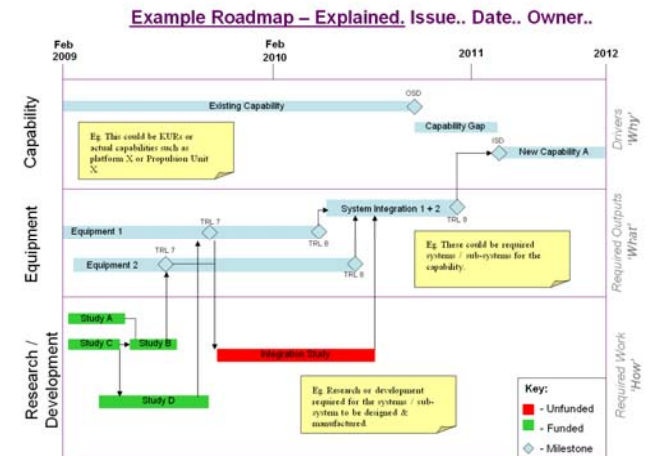 Example Roadmap – Explained. Issue.. Date.. Owner..
Feb
2009
Feb
2010
2011
2012
Capability
OSD
Existing Capability
Capability Gap
ISD
New Capability A
Eg. This could be KURs or
actual capabilities such as
platform X or Propulsion Unit
X
Drivers
'Why'
Equipment
System Integration 1 + 2
TRL 9
TRL 7
Equipment 1
TRL 8
TRL 7
Equipment 2
TRL 8
Eg. These could be required
systems / sub-systems for the
capability.
Required Outputs
'What'
Research /
Development
Study A
Study C
Study B
Integration Study
Study D
Eg. Research or development
required for the systems / sub-
system to be designed &
manufactured.
Key:
- Unfunded
- Funded
- Milestone
Required Work
'How'